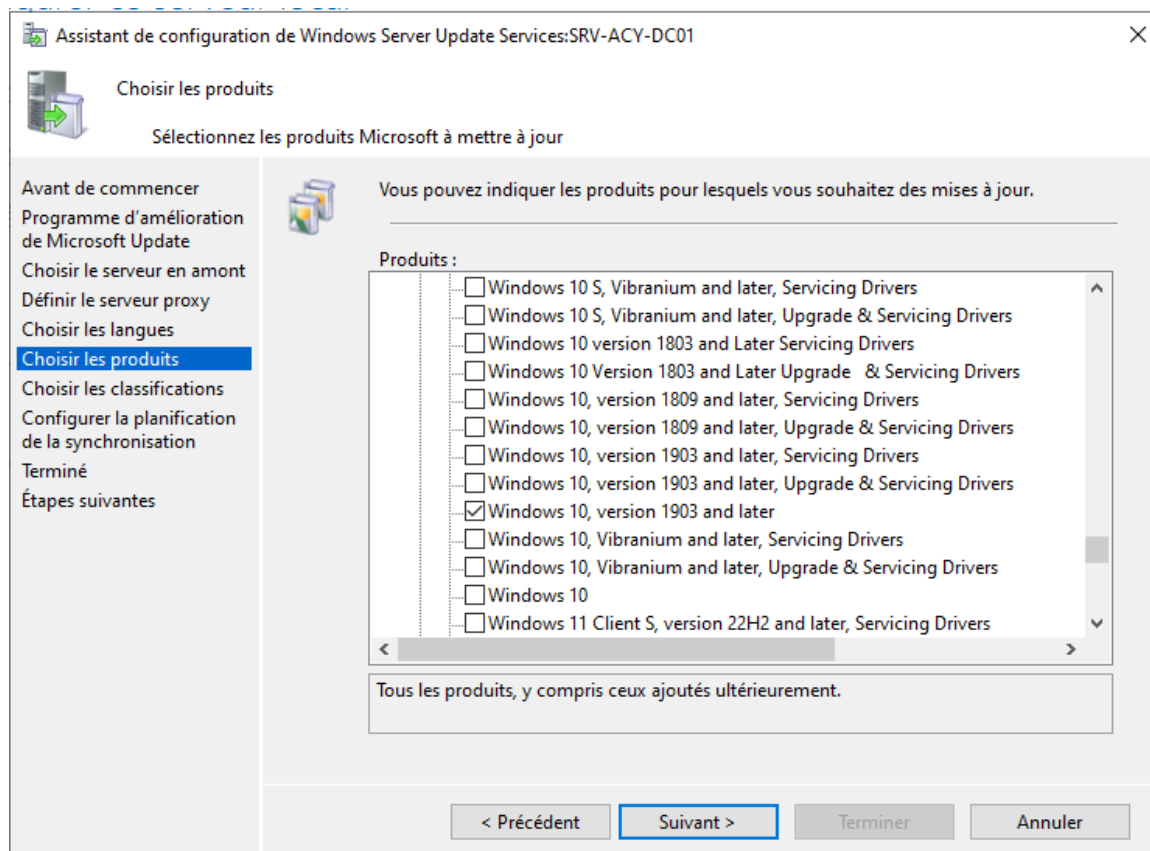 Assistant de configuration de Windows Server Update Services:SRV-ACY-DC01
Choisir les produits
Sélectionnez les produits Microsoft à mettre à jour
Avant de commencer
Programme d'amélioration
de Microsoft Update
Choisir le serveur en amont
Définir le serveur proxy
Choisir les langues
Choisir les produits
Choisir les classifications
Configurer la planification
de la synchronisation
Terminé
Étapes suivantes
Vous pouvez indiquer les produits pour lesquels vous souhaitez des mises à jour.
Produits :
Windows 10 S, Vibranium and later, Servicing Drivers
Windows 10 S, Vibranium and later, Upgrade & Servicing Drivers
Windows 10 version 1803 and Later Servicing Drivers
Windows 10 Version 1803 and Later Upgrade   & Servicing Drivers
Windows 10, version 1809 and later, Servicing Drivers
Windows 10, version 1809 and later, Upgrade & Servicing Drivers
Windows 10, version 1903 and later, Servicing Drivers
Windows 10, version 1903 and later, Upgrade & Servicing Drivers
Windows 10, version 1903 and later
Windows 10, Vibranium and later, Servicing Drivers
Windows 10, Vibranium and later, Upgrade & Servicing Drivers
Windows 10
Windows 11 Client S, version 22H2 and later, Servicing Drivers
Tous les produits, y compris ceux ajoutés ultérieurement.
< Précédent
Suivant >
Terminer
Annuler